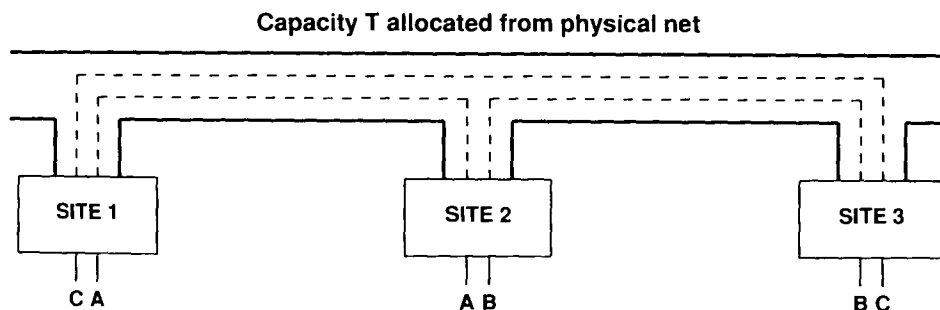 Capacity T allocated from physical net
SITE 1
SITE 2
SITE 3
C A
A B
B C